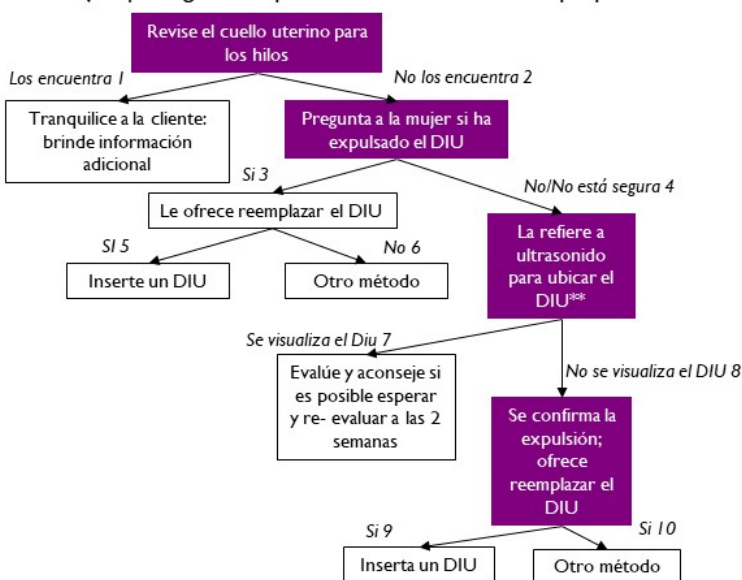 Revise el cuello uterino para
los hilos
Los encuentra 1
No los encuentra 2
Tranquilice a la cliente:
brinde información
adicional
Pregunta a la mujer si ha
expulsado el DIU
Si 3
No/No está segura 4
Le ofrece reemplazar el DIU
La refiere a
ultrasonido
para ubicar el
DIU**
SI 5
No 6
Inserte un DIU
Otro método
Se visualiza el Diu 7
No se visualiza el DIU 8
Evalúe y aconseje si
es posible esperar
y re- evaluar a las 2
semanas
Se confirma la
expulsión;
ofrece
reemplazar el
DIU
Si 9
Si 10
Inserta un DIU
Otro método